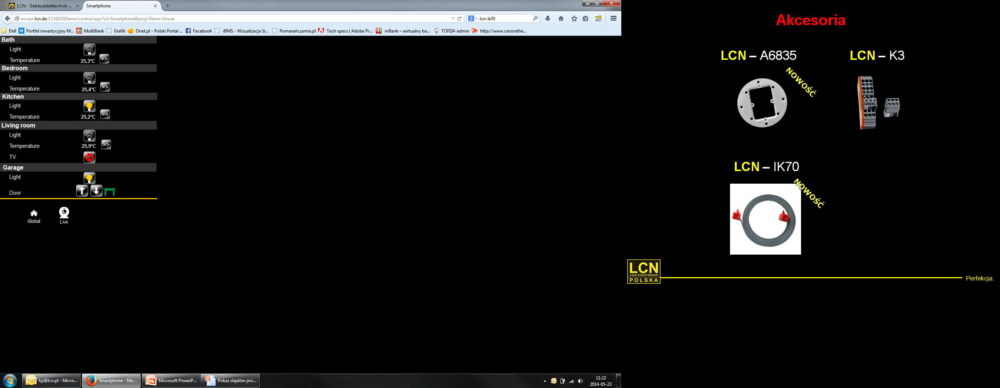 LCN - Gebäudeleittechnik ...
Smartphone
access.lcn.de/LCNGVSDemo/control.aspx?ui=Smartphone&proj=Demo House
lcn-ik70
Dell
Portfel inwestycyjny M...
MultiBank
Grafik
Onet.pl - Polski Portal ...
Facebook
iBMS - Wizualizacja Si...
Pomarańczarnia.pl
Tech specs | Adobe Pr...
mBank – wirtualny ba...
TOFI24-admin
http://www.carsonthe...
Bath
Light
Temperature 25,3°C >>
Bedroom
Light
Temperature 25,4°C >>
Kitchen
Light
Temperature 25,2°C >>
Living room
Light
Temperature 25,9°C >>
TV
Garage
Light
Door
Global
Live
kp@lcn.pl - Micro...
Smartphone - Mo...
Microsoft PowerP...
Pokaz slajdów pro...
11:22
2014-05-23
Akcesoria
LCN – A6835
NOWOŚĆ
LCN – K3
LCN – IK70
NOWOŚĆ
LCN
Local Control Network
POLSKA
Perfekcja.